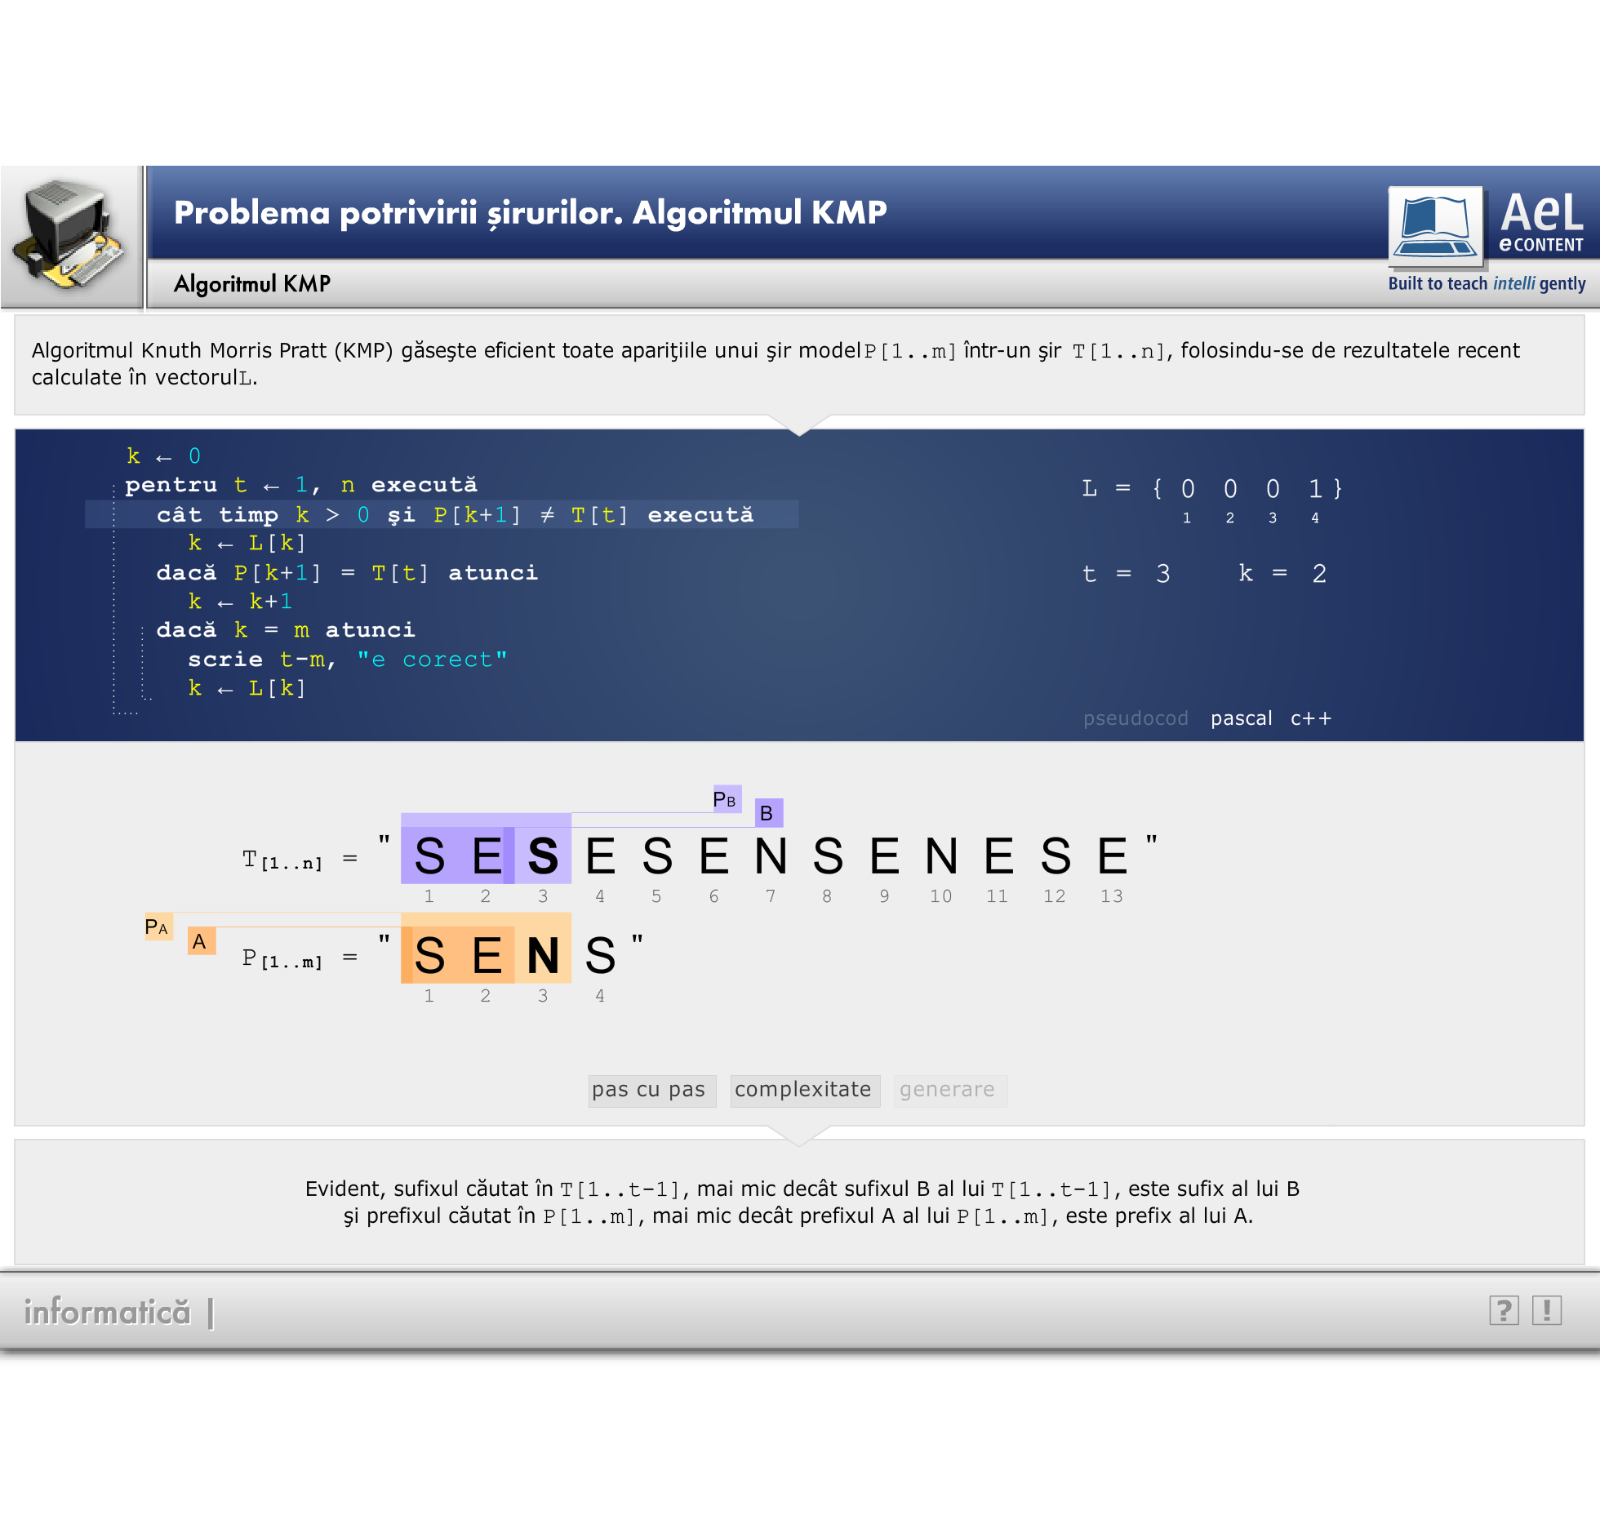 Problema potrivirii șirurilor. Algoritmul KMP
AeL
eCONTENT
Algoritmul KMP
Built to teach intelli gently
Algoritmul Knuth Morris Pratt (KMP) găseşte eficient toate apariţiile unui şir model P[1..m] într-un şir T[1..n], folosindu-se de rezultatele recent
calculate în vectorul L.
k ← 0
pentru t ← 1, n execută
cât timp k > 0 şi P[k+1] ≠ T[t] execută
k ← L[k]
dacă P[k+1] = T[t] atunci
k ← k+1
dacă k = m atunci
scrie t-m, "e corect"
k ← L[k]
L = { 0 0 0 1 }
1 2 3 4
t = 3 k = 2
pseudocod pascal c++
PB
B
T[1..n] = " S E S E S E N S E N E S E "
1 2 3 4 5 6 7 8 9 10 11 12 13
PA
A
P[1..m] = " S E N S "
1 2 3 4
pas cu pas complexitate generare
Evident, sufixul căutat în T[1..t-1], mai mic decât sufixul B al lui T[1..t-1], este sufix al lui B
şi prefixul căutat în P[1..m], mai mic decât prefixul A al lui P[1..m], este prefix al lui A.
informatică |
? !